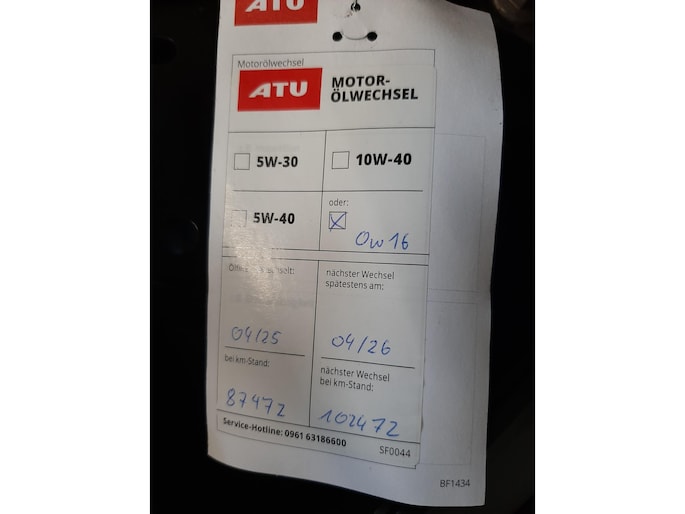 ATU
Motorölwechsel
ATU MOTOR-
ÖLWECHSEL
5W-30
10W-40
5W-40
oder:
0W16
nächster Wechsel
spätestens am:
04/25
04/26
bei km-Stand:
nächster Wechsel
bei km-Stand:
87472
102472
Service-Hotline: 0961 63186600
SF0044
BF1434